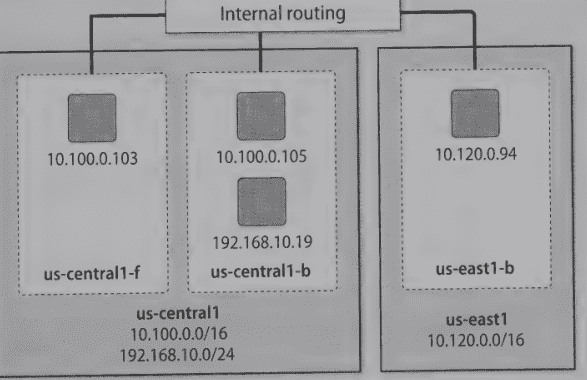 Internal routing
10.100.0.103
us-central1-f
10.100.0.105
192.168.10.19
us-central1-b
us-central1
10.100.0.0/16
192.168.10.0/24
10.120.0.94
us-east1-b
us-east1
10.120.0.0/16